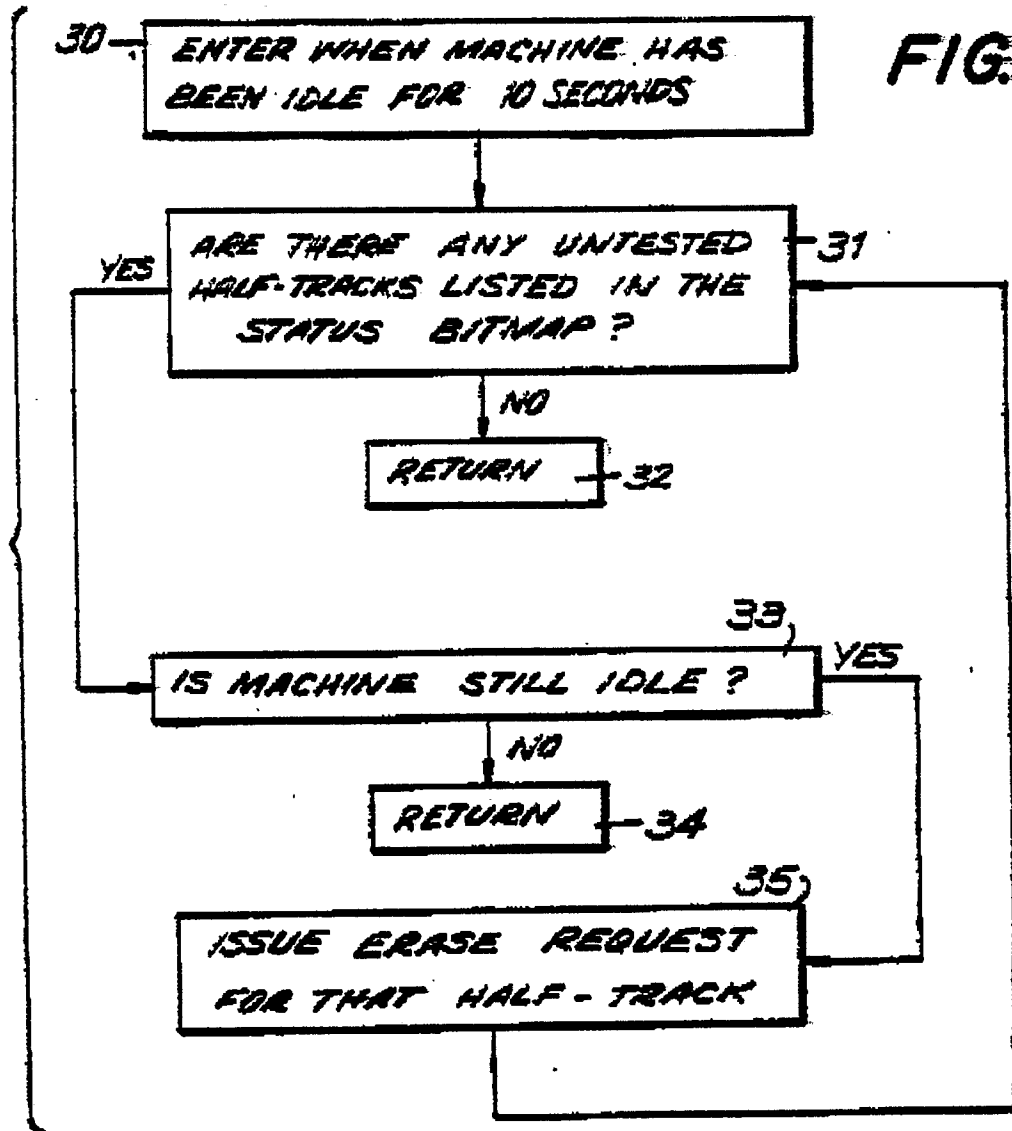 FIG.
30
ENTER WHEN MACHINE HAS
BEEN IDLE FOR 10 SECONDS
ARE THERE ANY UNTESTED
HALF-TRACKS LISTED IN THE
STATUS BITMAP?
31
YES
NO
RETURN
32
33
IS MACHINE STILL IDLE?
YES
NO
RETURN
34
35
ISSUE ERASE REQUEST
FOR THAT HALF-TRACK